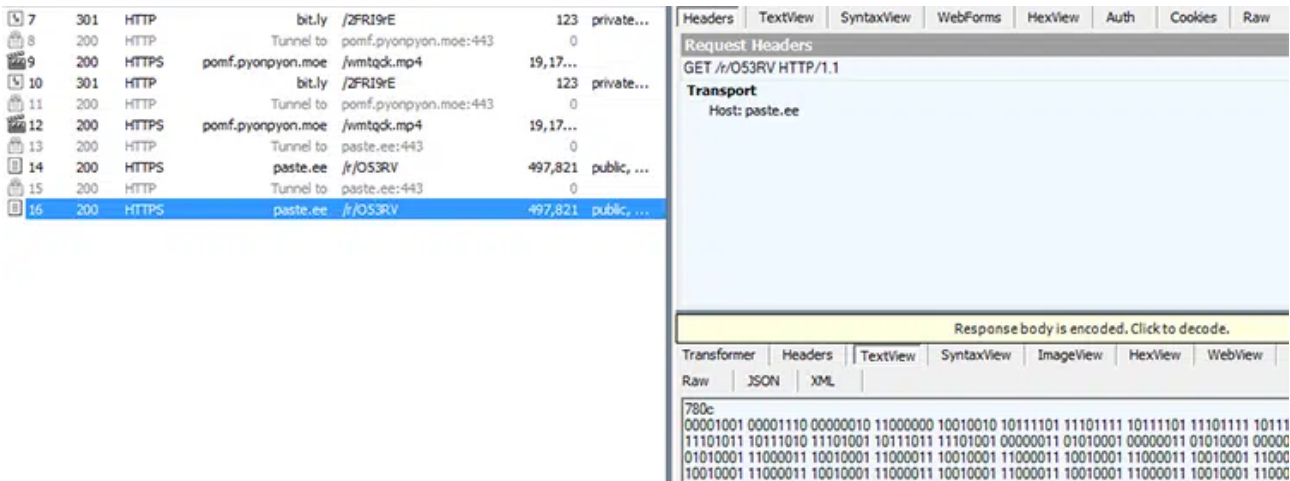 7 301 HTTP bit.ly /2FRI9rE 123 private...
8 200 HTTP Tunnel to pomf.pyonpyon.moe:443 0
9 200 HTTPS pomf.pyonpyon.moe /wmtqck.mp4 19,17...
10 301 HTTP bit.ly /2FRI9rE 123 private...
11 200 HTTP Tunnel to pomf.pyonpyon.moe:443 0
12 200 HTTPS pomf.pyonpyon.moe /wmtqck.mp4 19,17...
13 200 HTTP Tunnel to paste.ee:443 0
14 200 HTTPS paste.ee /r/O53RV 497,821 public, ...
15 200 HTTP Tunnel to paste.ee:443 0
16 200 HTTPS paste.ee /r/O53RV 497,821 public, ...
Headers TextView SyntaxView WebForms HexView Auth Cookies Raw
Request Headers
GET /r/O53RV HTTP/1.1
Transport
Host: paste.ee
Response body is encoded. Click to decode.
Transformer Headers TextView SyntaxView ImageView HexView WebView
Raw JSON XML
780c
00001001 00001110 00000010 11000000 10010010 10111101 11101111 10111101 11101111 10111
11101011 10111010 11101001 10111011 11101001 00000011 01010001 00000011 01010001 00000
01010001 11000011 10010001 11000011 10010001 11000011 10010001 11000011 10010001 11000
10010001 11000011 10010001 11000011 10010001 11000011 10010001 11000011 10010001 11000